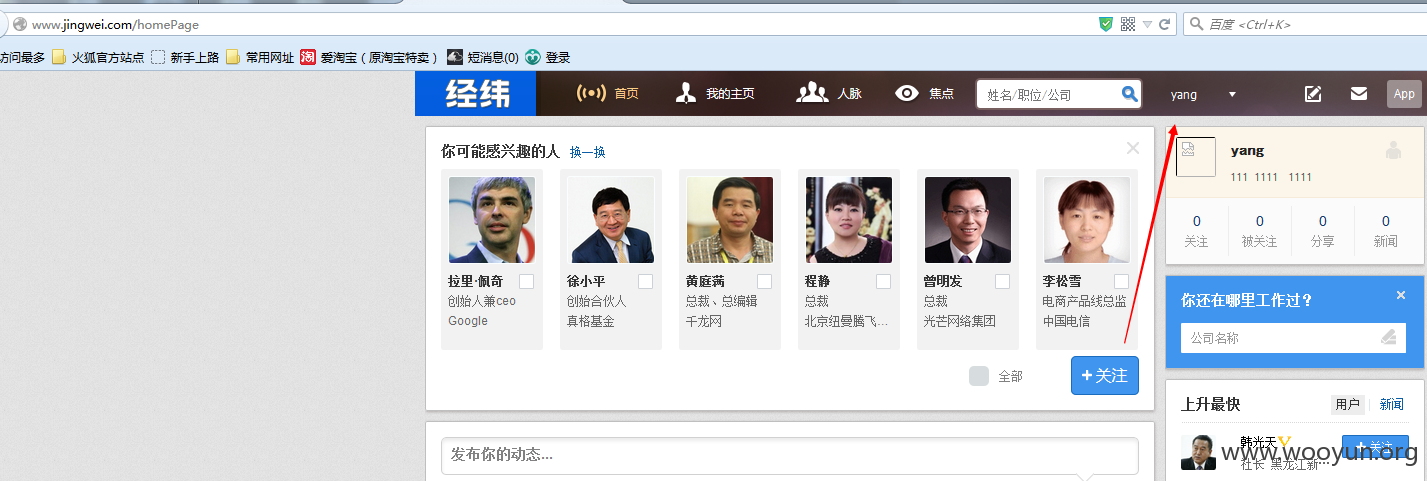 www.jingwei.com/homePage
百度 <Ctrl+K>
访问最多 火狐官方站点 新手上路 常用网址 淘 爱淘宝（原淘宝特卖） 短消息(0) 登录
经纬 首页 我的主页 人脉 焦点 姓名/职位/公司 yang App
你可能感兴趣的人 换一换
拉里·佩奇
创始人兼ceo
Google
徐小平
创始合伙人
真格基金
黄庭满
总裁、总编辑
千龙网
程静
总裁
北京纽曼腾飞...
曾明发
总裁
光芒网络集团
李松雪
电商产品线总监
中国电信
全部 +关注
发布你的动态...
yang
111 1111 1111
0 0 0 0
关注 被关注 分享 新闻
你还在哪里工作过？
公司名称
上升最快 用户 新闻
韩光天 V +关注
社长 黑龙江新...
www.wooyun.org